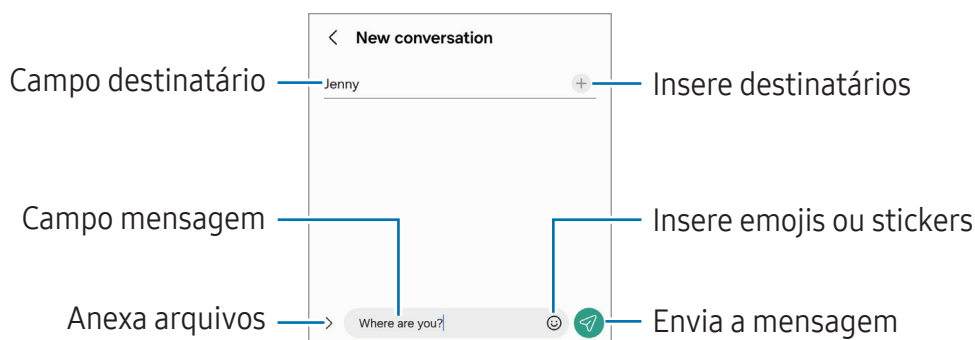 New conversation
Campo destinatário
Jenny
Insere destinatários
Campo mensagem
Insere emojis ou stickers
Anexa arquivos
Where are you?
Envia a mensagem